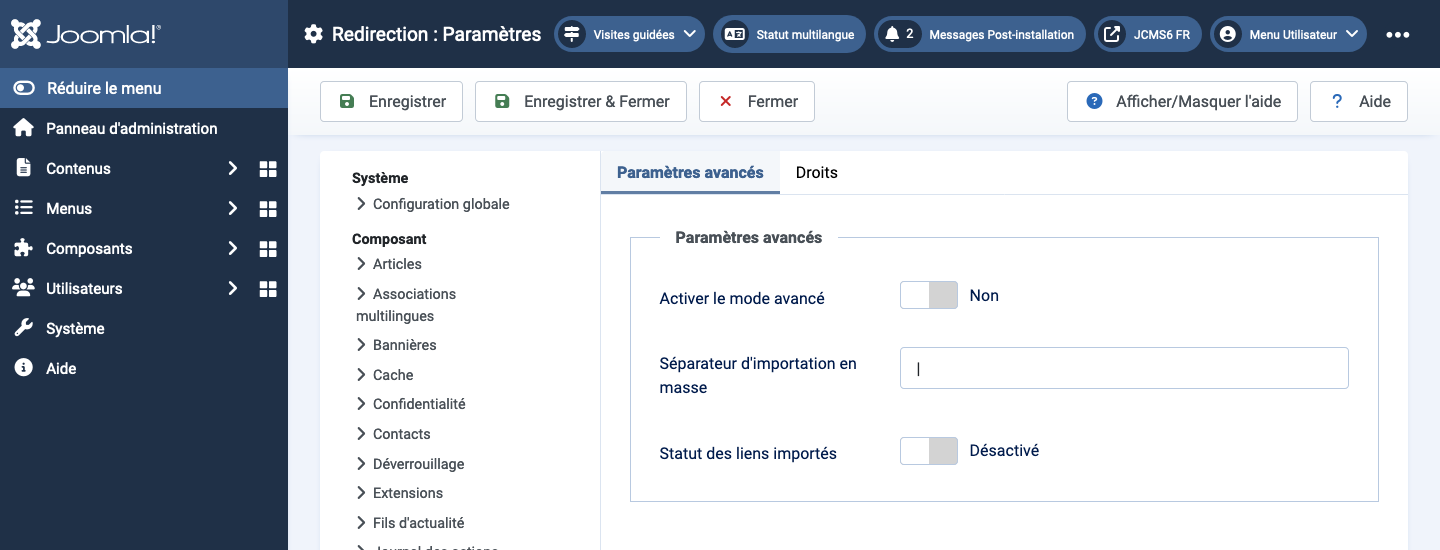 Joomla!®
Redirection : Paramètres
Visites guidées
Statut multilangue
2
Messages Post-installation
JCMS6 FR
Menu Utilisateur
Réduire le menu
Panneau d'administration
Contenus
Menus
Composants
Utilisateurs
Système
Aide
Enregistrer
Enregistrer & Fermer
Fermer
Afficher/Masquer l'aide
Aide
Système
Configuration globale
Composant
Articles
Associations
multilingues
Bannières
Cache
Confidentialité
Contacts
Déverrouillage
Extensions
Fils d'actualité
Journal des actions
Paramètres avancés
Droits
Paramètres avancés
Activer le mode avancé
Non
Séparateur d'importation en
masse
|
Statut des liens importés
Désactivé